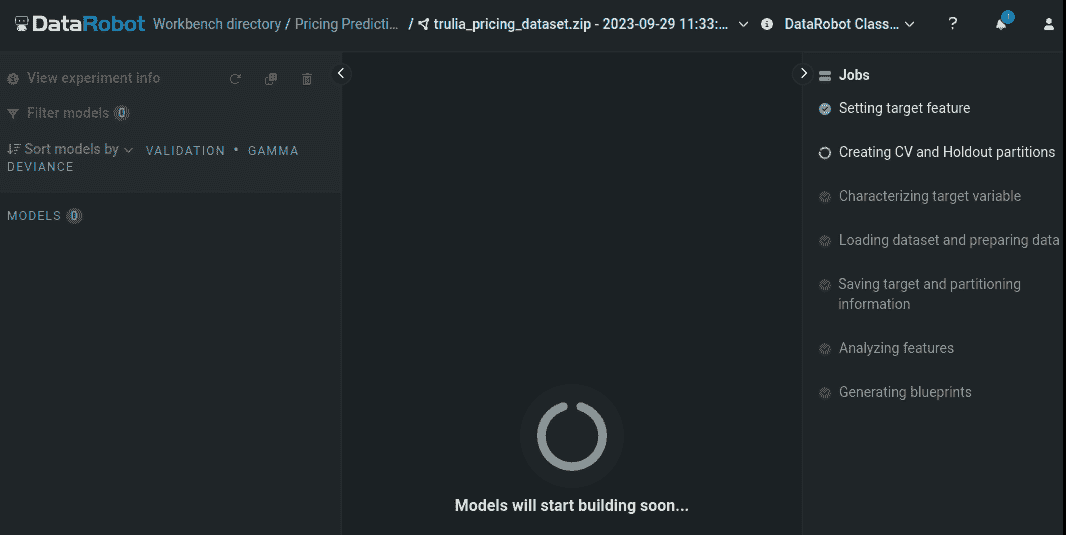 DataRobot Workbench directory / Pricing Predicti... / trulia_pricing_dataset.zip - 2023-09-29 11:33:... DataRobot Class... ? 1
View experiment info
Filter models 0
Sort models by VALIDATION • GAMMA
DEVIANCE
MODELS 0
Models will start building soon...
Jobs
Setting target feature
Creating CV and Holdout partitions
Characterizing target variable
Loading dataset and preparing data
Saving target and partitioning
information
Analyzing features
Generating blueprints